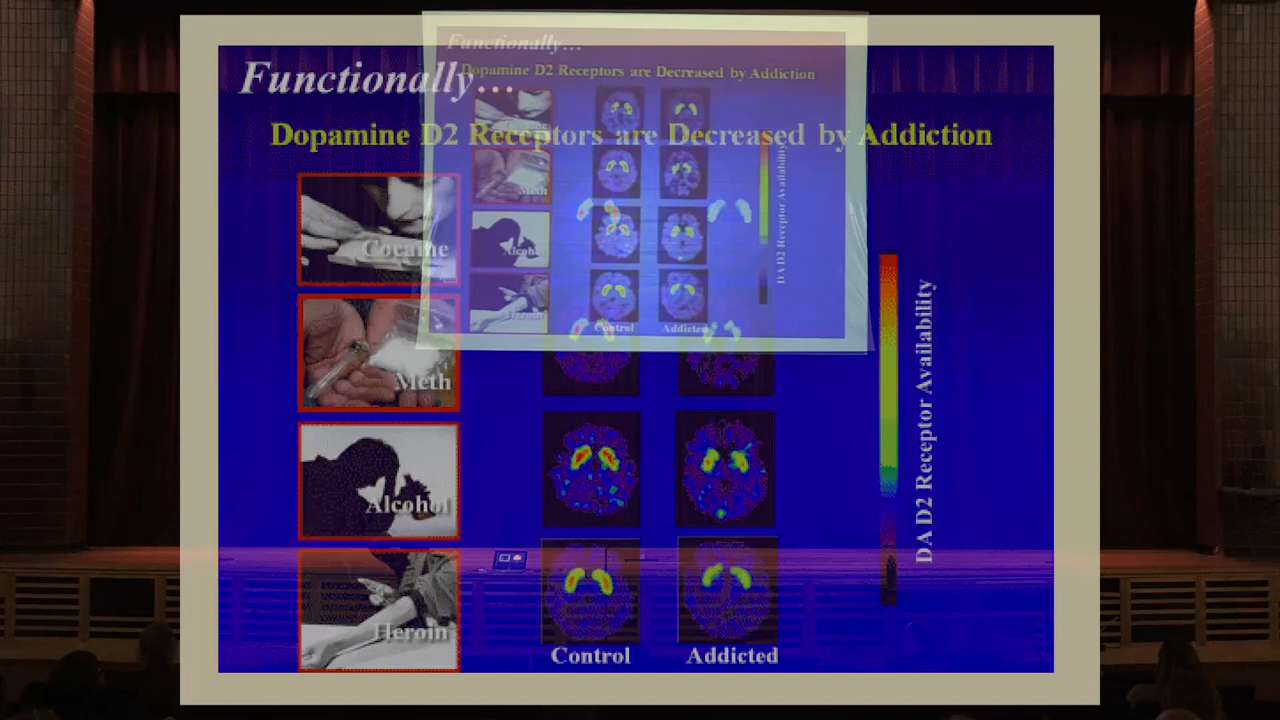 Functionally…
Dopamine D2 Receptors are Decreased by Addiction
Cocaine
Meth
Alcohol
Heroin
Control Addicted
DA D2 Receptor Availability
Functionally…
Dopamine D2 Receptors are Decreased by Addiction
Meth
Alcohol
Control Addicted
DA D2 Receptor Availability